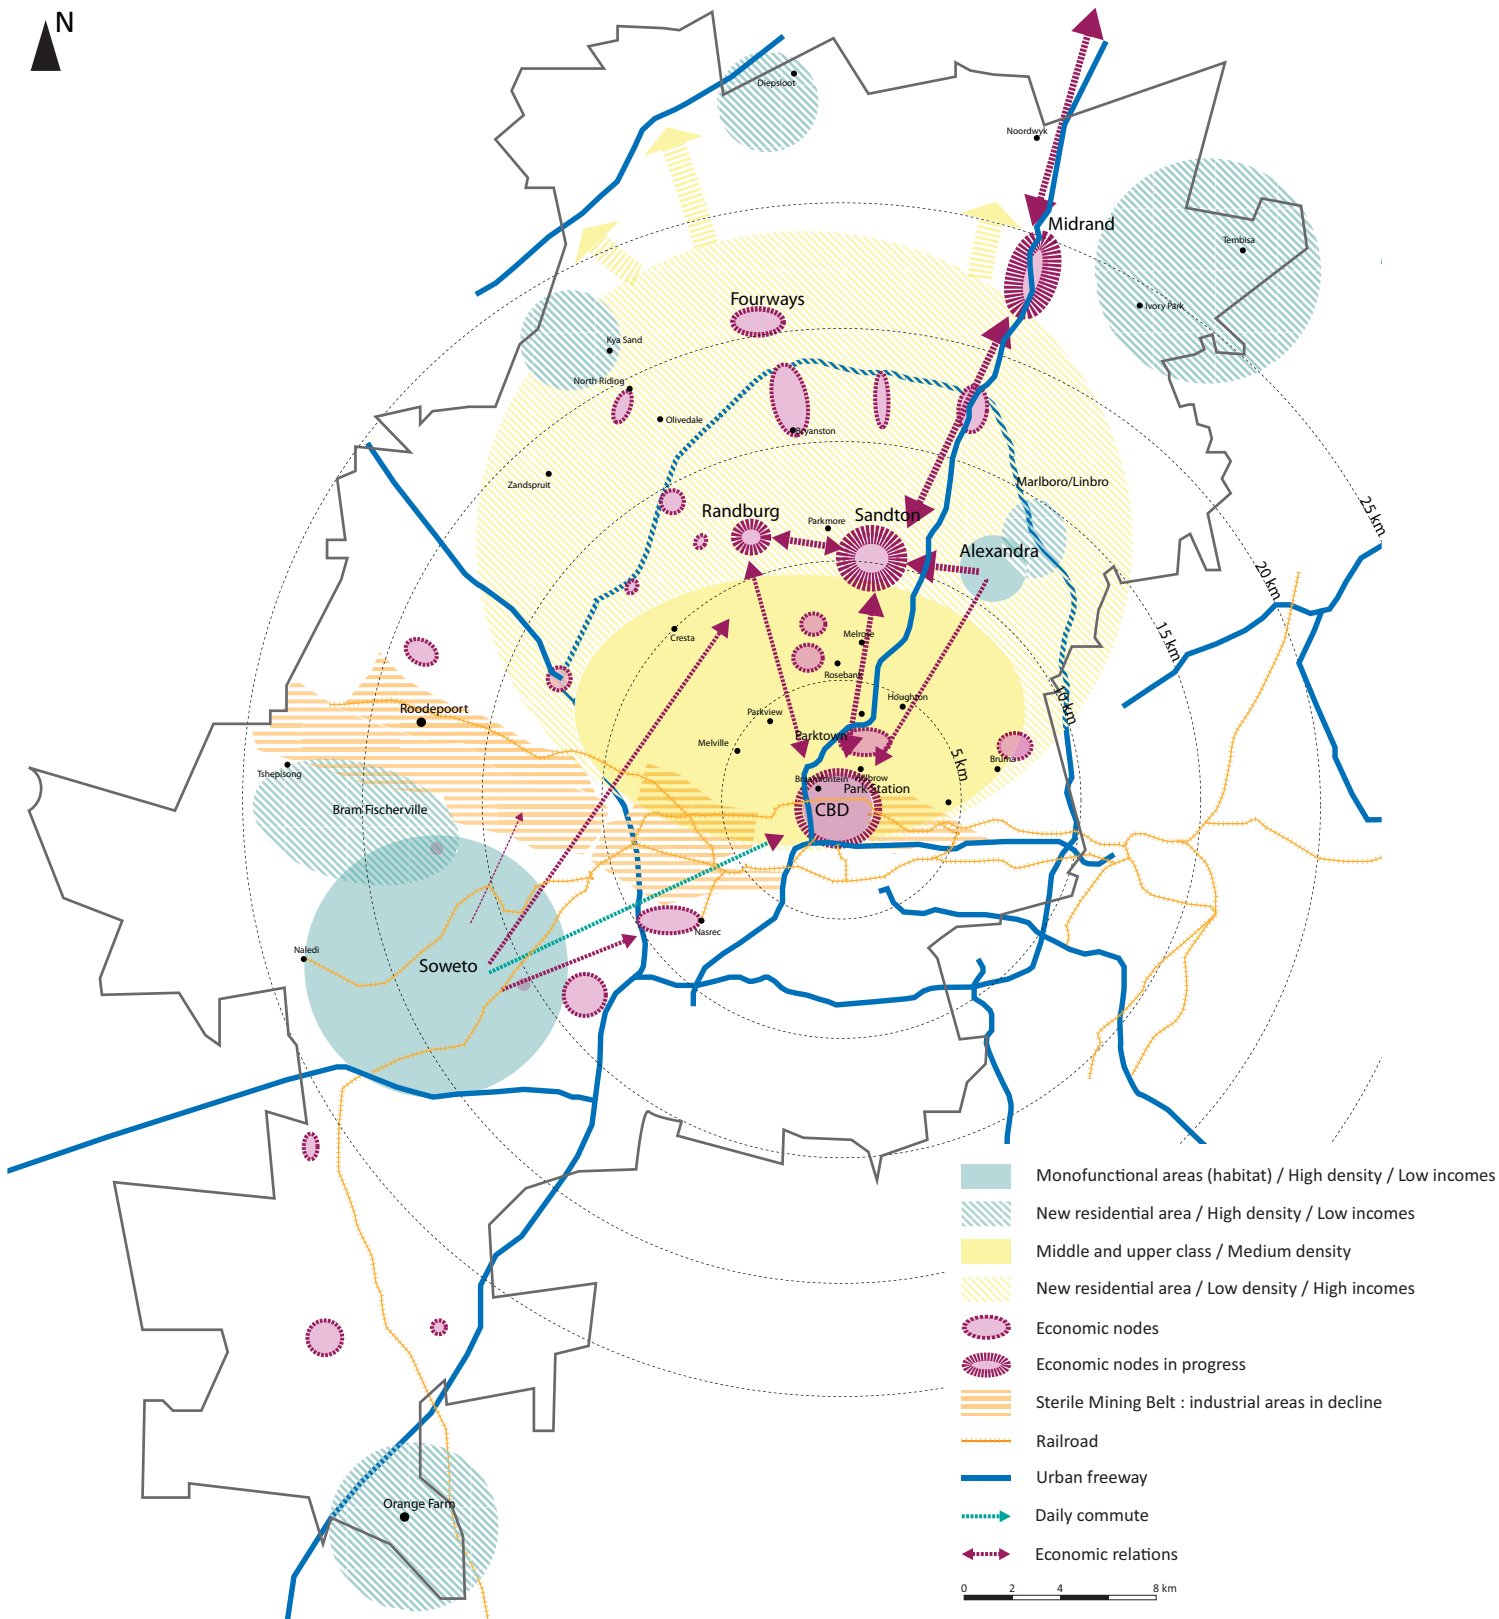 N
Diepsloot
Noordwyk
Midrand
Tembisa
Ivory Park
Fourways
Kya Sand
North Riding
Olivedale
Bryanston
Zandspruit
Marlboro/Linbro
Randburg
Parkmore
Sandton
Alexandra
25 km
20 km
15 km
10 km
5 km
Cresta
Melrose
Rosebank
Houghton
Parkview
Parktown
Melville
Roodepoort
Tshepisong
Bram Fischerville
Bruma
Braamfontein
Hillbrow
Park Station
CBD
Nasrec
Naledi
Soweto
Orange Farm
Monofunctional areas (habitat) / High density / Low incomes
New residential area / High density / Low incomes
Middle and upper class / Medium density
New residential area / Low density / High incomes
Economic nodes
Economic nodes in progress
Sterile Mining Belt : industrial areas in decline
Railroad
Urban freeway
Daily commute
Economic relations
0 2 4 8 km